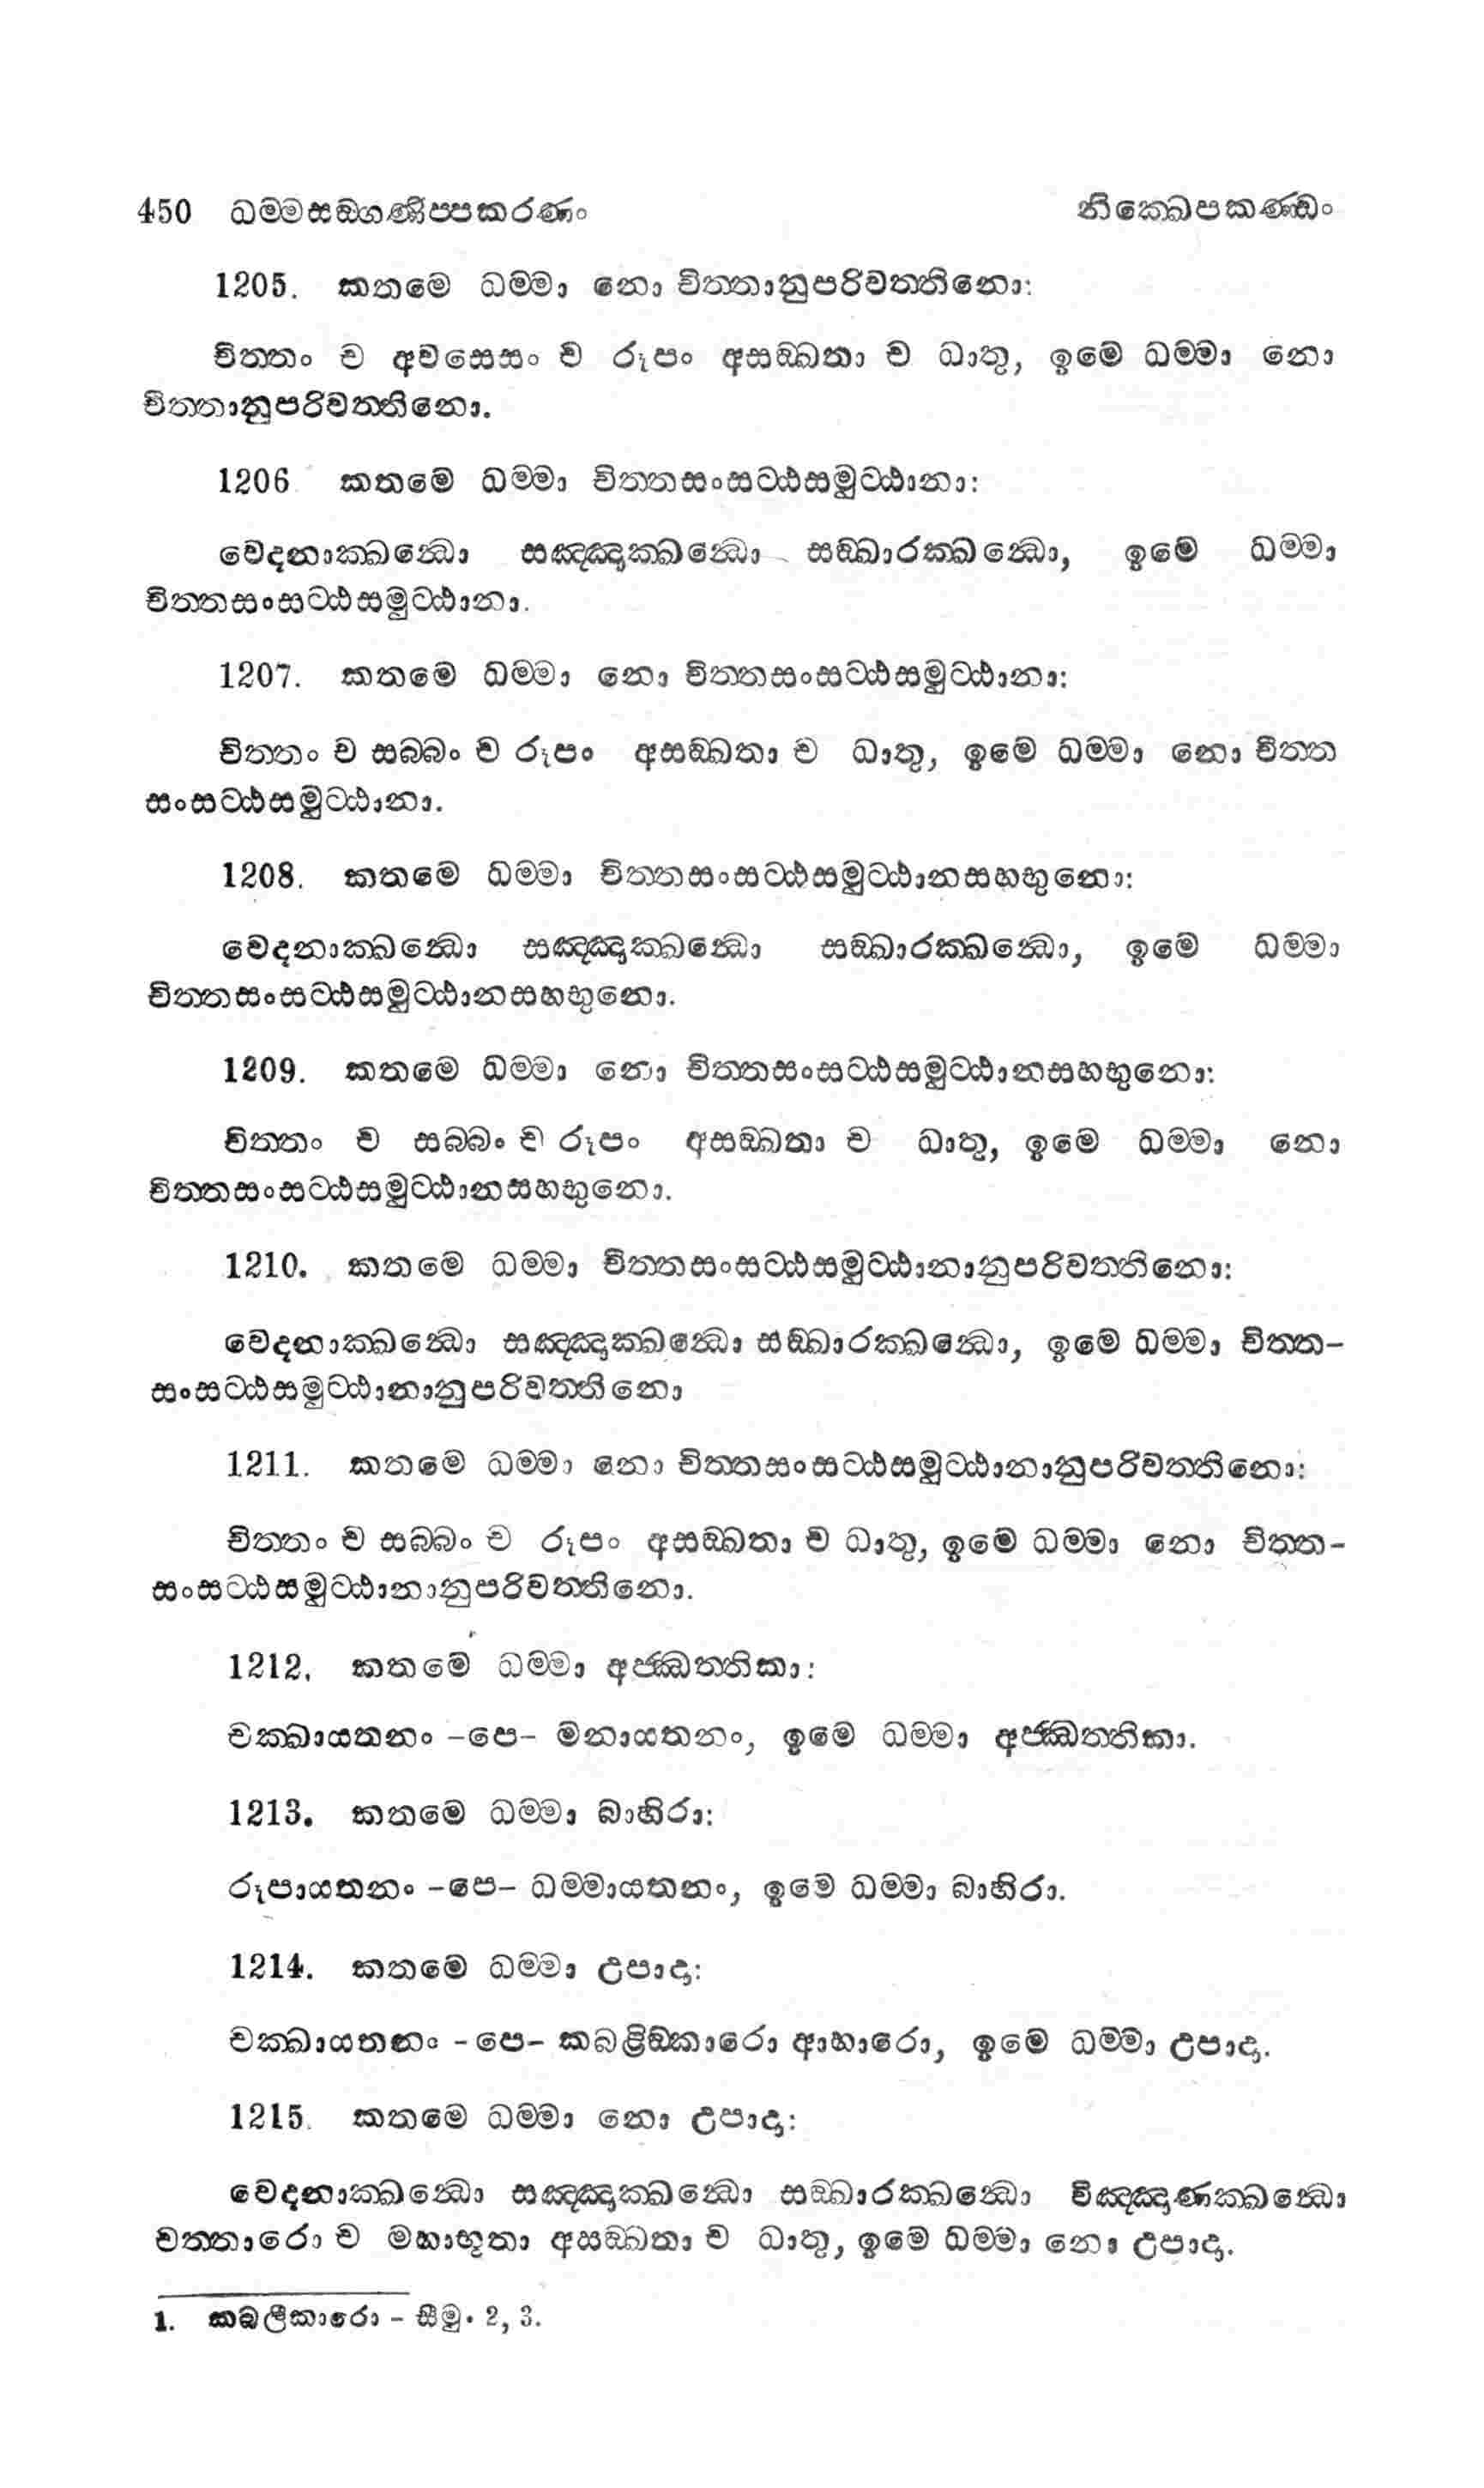 450 ධම්මසඞ්ගණිප්පකරණං නික්ඛෙපකණ්ඩං
1205. කතමෙ ධම්මා නො චිත්තානුපරිවත්තිනො:
චිත්තං ච අවසෙසං ච රූපං අසඞ්ඛතා ච ධාතු, ඉමෙ ධම්මා නො
චිත්තානුපරිවත්තිනො.
1206 කතමෙ ධම්මා චිත්තසංසට්ඨසමුට්ඨානා:
වෙදනාක්ඛන්ධො සඤ්ඤාක්ඛන්ධො සඞ්ඛාරක්ඛන්ධො, ඉමෙ ධම්මා
චිත්තසංසට්ඨසමුට්ඨානා.
1207. කතමෙ ධම්මා නො චිත්තසංසට්ඨසමුට්ඨානා:
චිත්තං ච සබ්බං ච රූපං අසඞ්ඛතා ච ධාතු, ඉමෙ ධම්මා නො චිත්ත
සංසට්ඨසමුට්ඨානා.
1208. කතමෙ ධම්මා චිත්තසංසට්ඨසමුට්ඨානසහභුනො:
වෙදනාක්ඛන්ධො සඤ්ඤාක්ඛන්ධො සඞ්ඛාරක්ඛන්ධො, ඉමෙ ධම්මා
චිත්තසංසට්ඨසමුට්ඨානසහභුනො.
1209. කතමෙ ධම්මා නො චිත්තසංසට්ඨසමුට්ඨානසහභුනො:
චිත්තං ච සබ්බං ච රූපං අසඞ්ඛතා ච ධාතු, ඉමෙ ධම්මා නො
චිත්තසංසට්ඨසමුට්ඨානසහභුනො.
1210. කතමෙ ධම්මා චිත්තසංසට්ඨසමුට්ඨානානුපරිවත්තිනො:
වෙදනාක්ඛන්ධො සඤ්ඤාක්ඛන්ධො සඞ්ඛාරක්ඛන්ධො, ඉමෙ ධම්මා චිත්ත-
සංසට්ඨසමුට්ඨානානුපරිවත්තිනො
1211. කතමෙ ධම්මා නො චිත්තසංසට්ඨසමුට්ඨානානුපරිවත්තිනො:
චිත්තං ච සබ්බං ච රූපං අසඞ්ඛතා ච ධාතු, ඉමෙ ධම්මා නො චිත්ත-
සංසට්ඨසමුට්ඨානානුපරිවත්තිනො.
1212. කතමෙ ධම්මා අජ්ඣත්තිකා:
චක්ඛායතනං -පෙ- මනායතනං, ඉමෙ ධම්මා අජ්ඣත්තිකා.
1213. කතමෙ ධම්මා බාහිරා:
රූපායතනං -පෙ- ධම්මායතනං, ඉමෙ ධම්මා බාහිරා.
1214. කතමෙ ධම්මා උපාදා:
චක්ඛායතනං -පෙ- කබළිඞ්කාරො ආහාරො, ඉමෙ ධම්මා උපාදා.
1215. කතමෙ ධම්මා නො උපාදා:
වෙදනාක්ඛන්ධො සඤ්ඤාක්ඛන්ධො සඞ්ඛාරක්ඛන්ධො විඤ්ඤාණක්ඛන්ධො
චත්තාරො ච මහාභූතා අසඞ්ඛතා ච ධාතු, ඉමෙ ධම්මා නො උපාදා.
1. කබලීකාරො - සීමු. 2, 3.